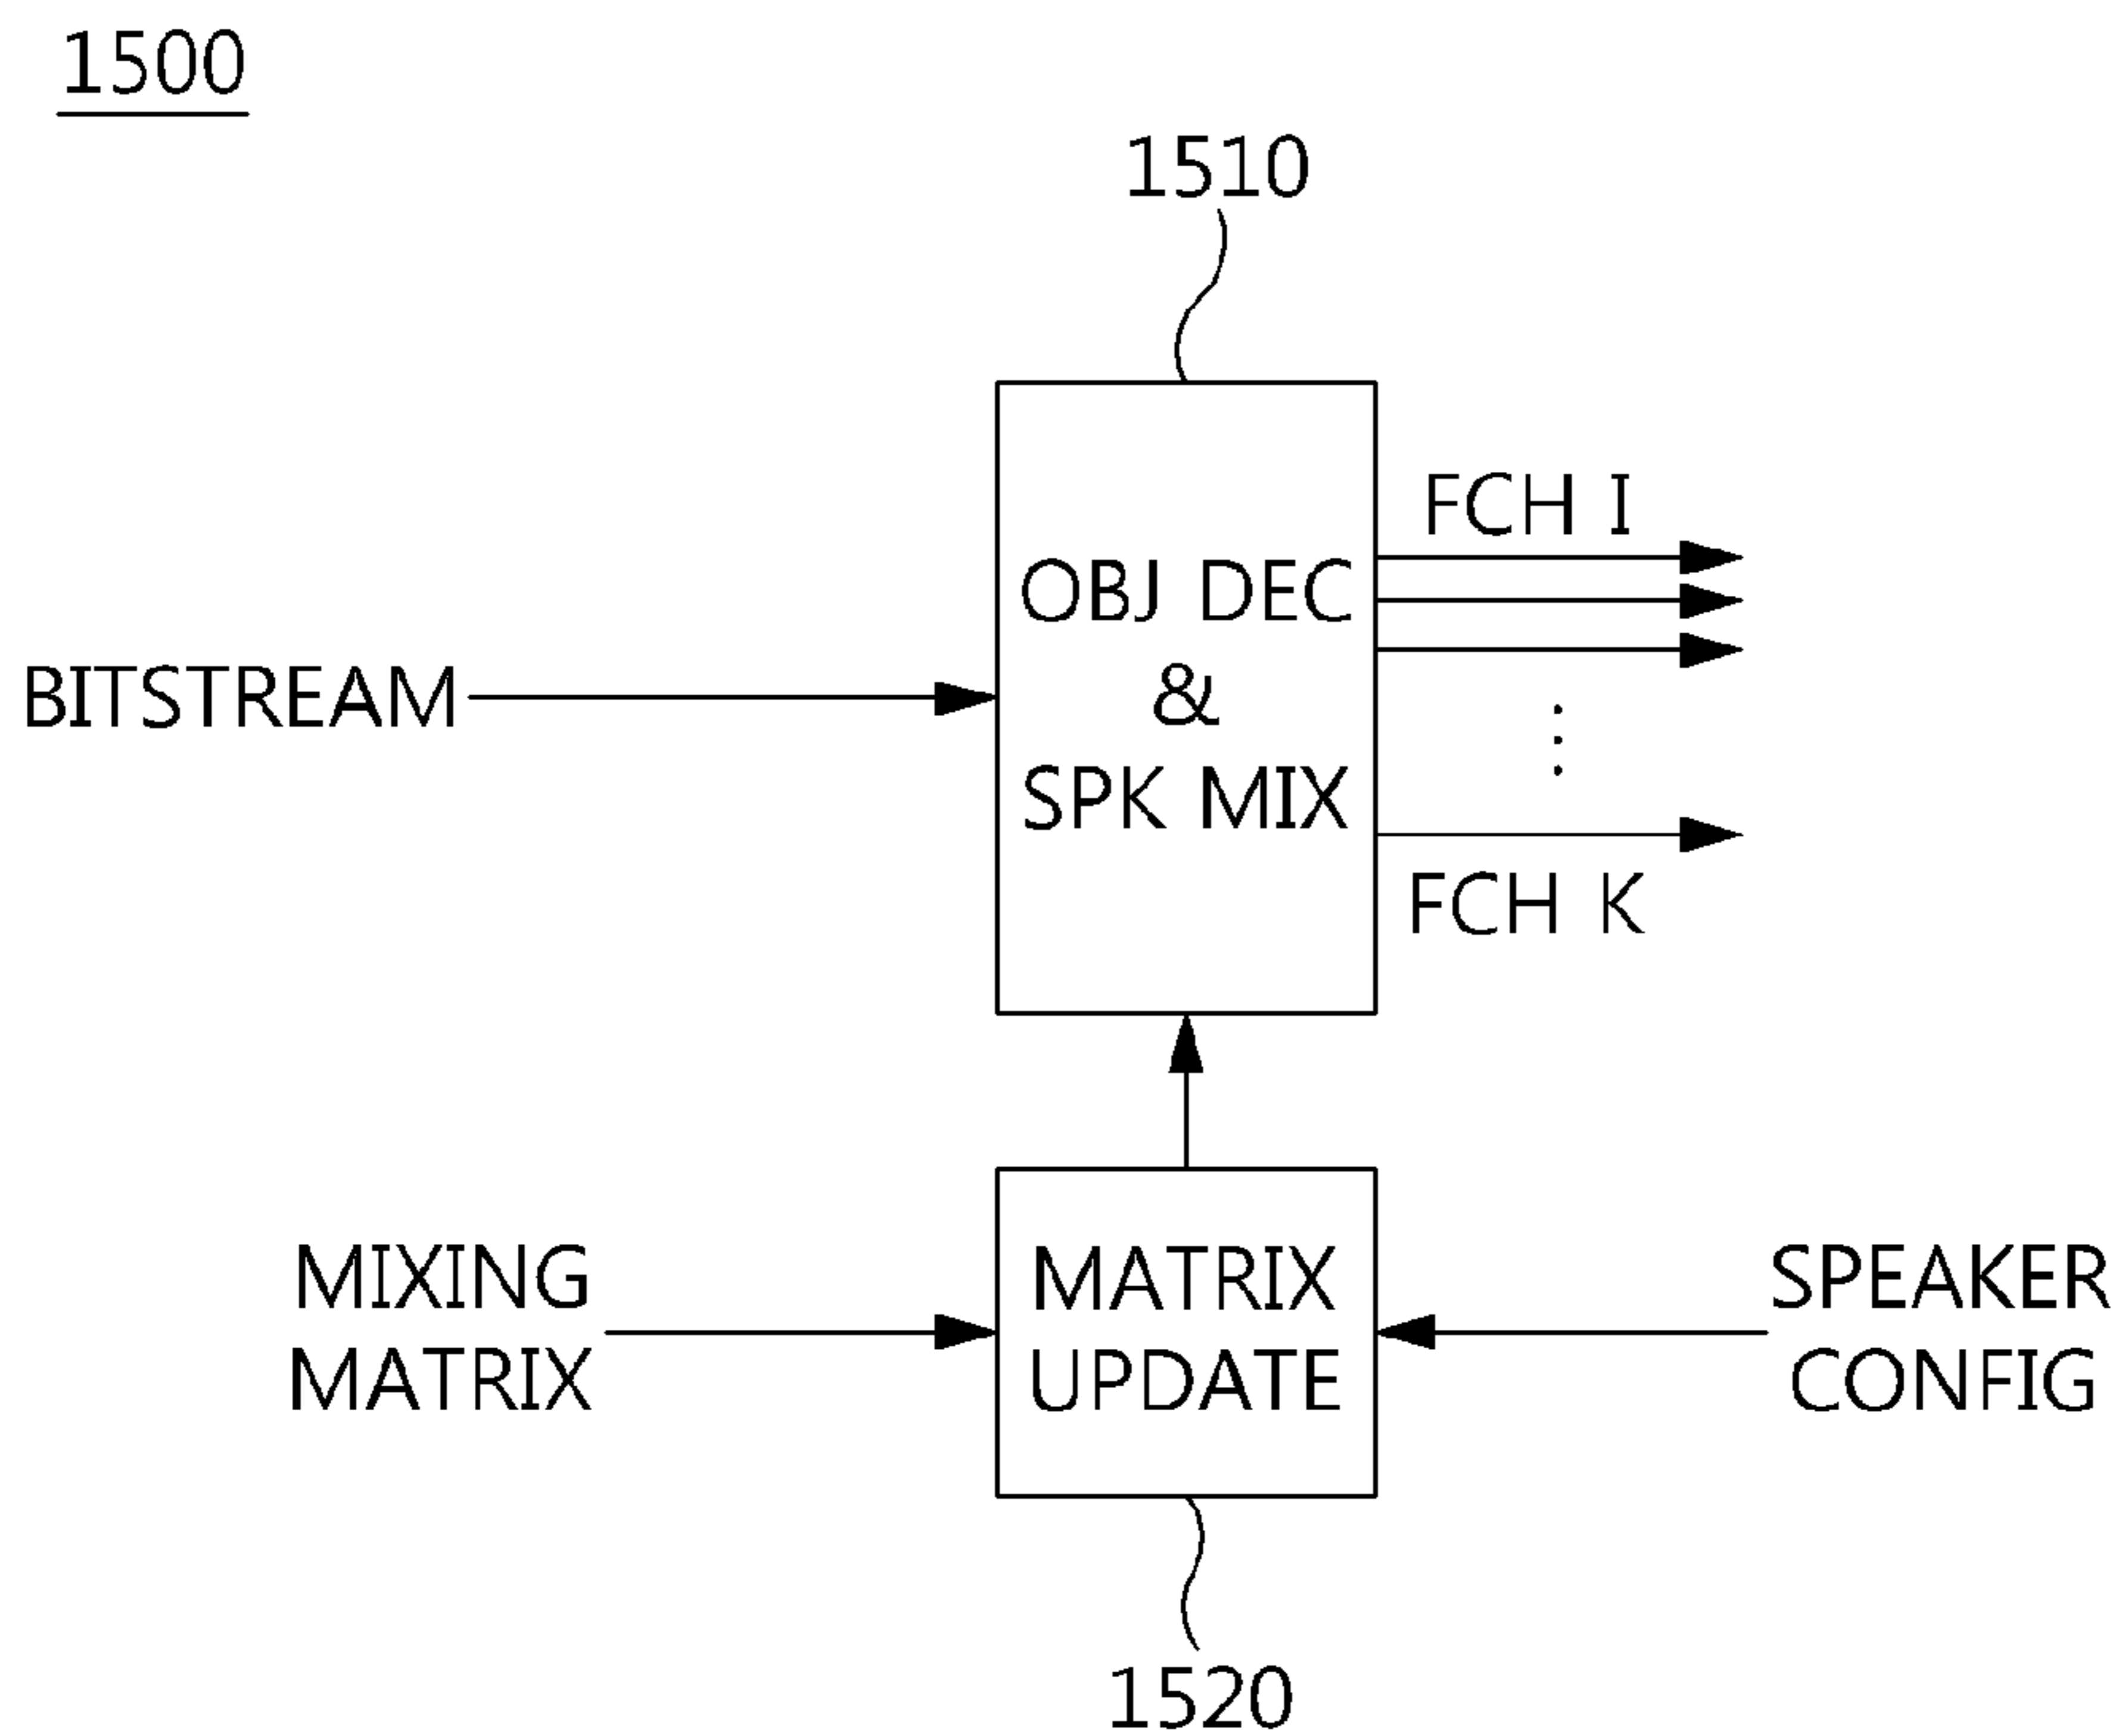 1500
1510
FCH I
OBJ DEC
&
SPK MIX
BITSTREAM
FCH K
MIXING
MATRIX
MATRIX
UPDATE
SPEAKER
CONFIG
1520